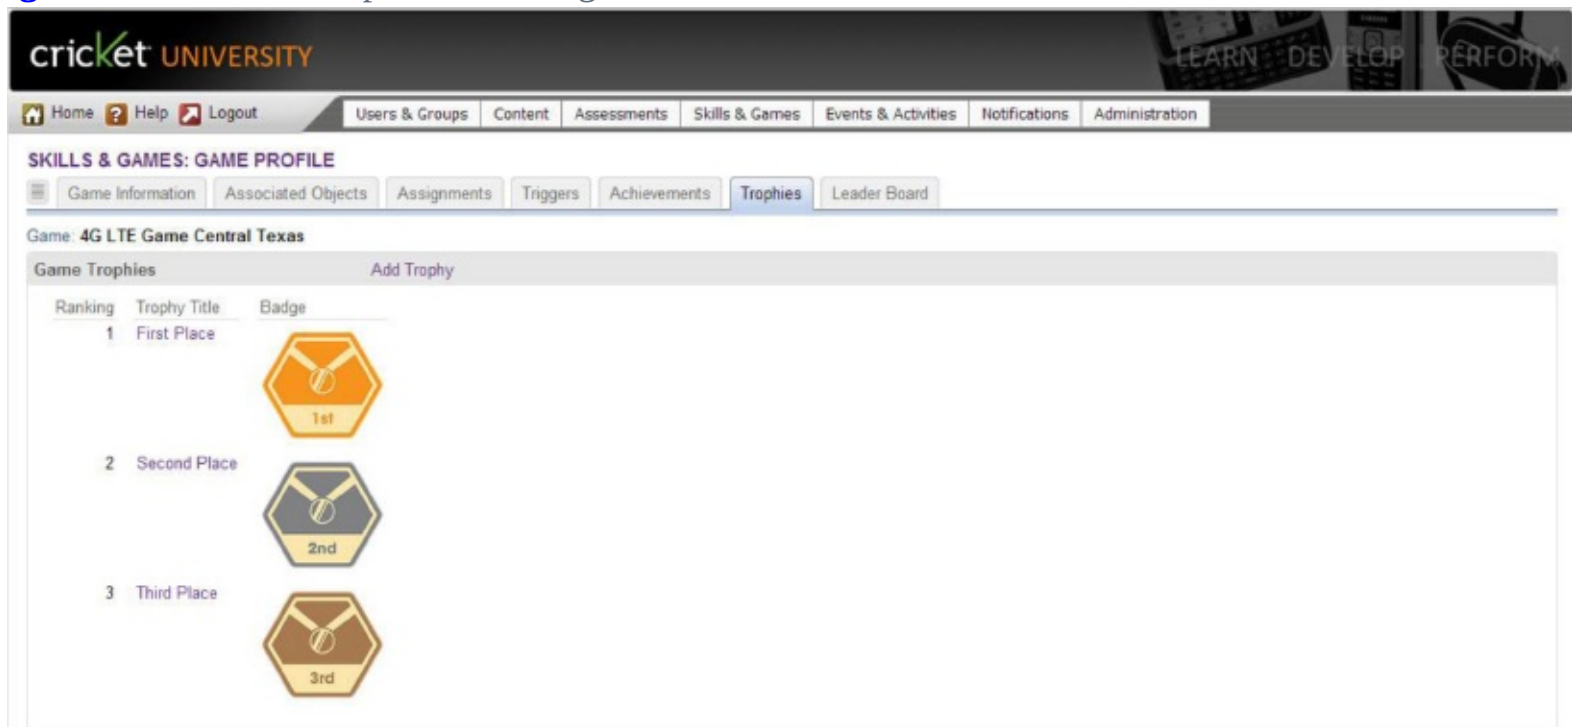 cricket UNIVERSITY
LEARN DEVELOP PERFORM
Home Help Logout Users & Groups Content Assessments Skills & Games Events & Activities Notifications Administration
SKILLS & GAMES: GAME PROFILE
Game Information Associated Objects Assignments Triggers Achievements Trophies Leader Board
Game: 4G LTE Game Central Texas
Game Trophies Add Trophy
Ranking Trophy Title Badge
1 First Place
1st
2 Second Place
2nd
3 Third Place
3rd